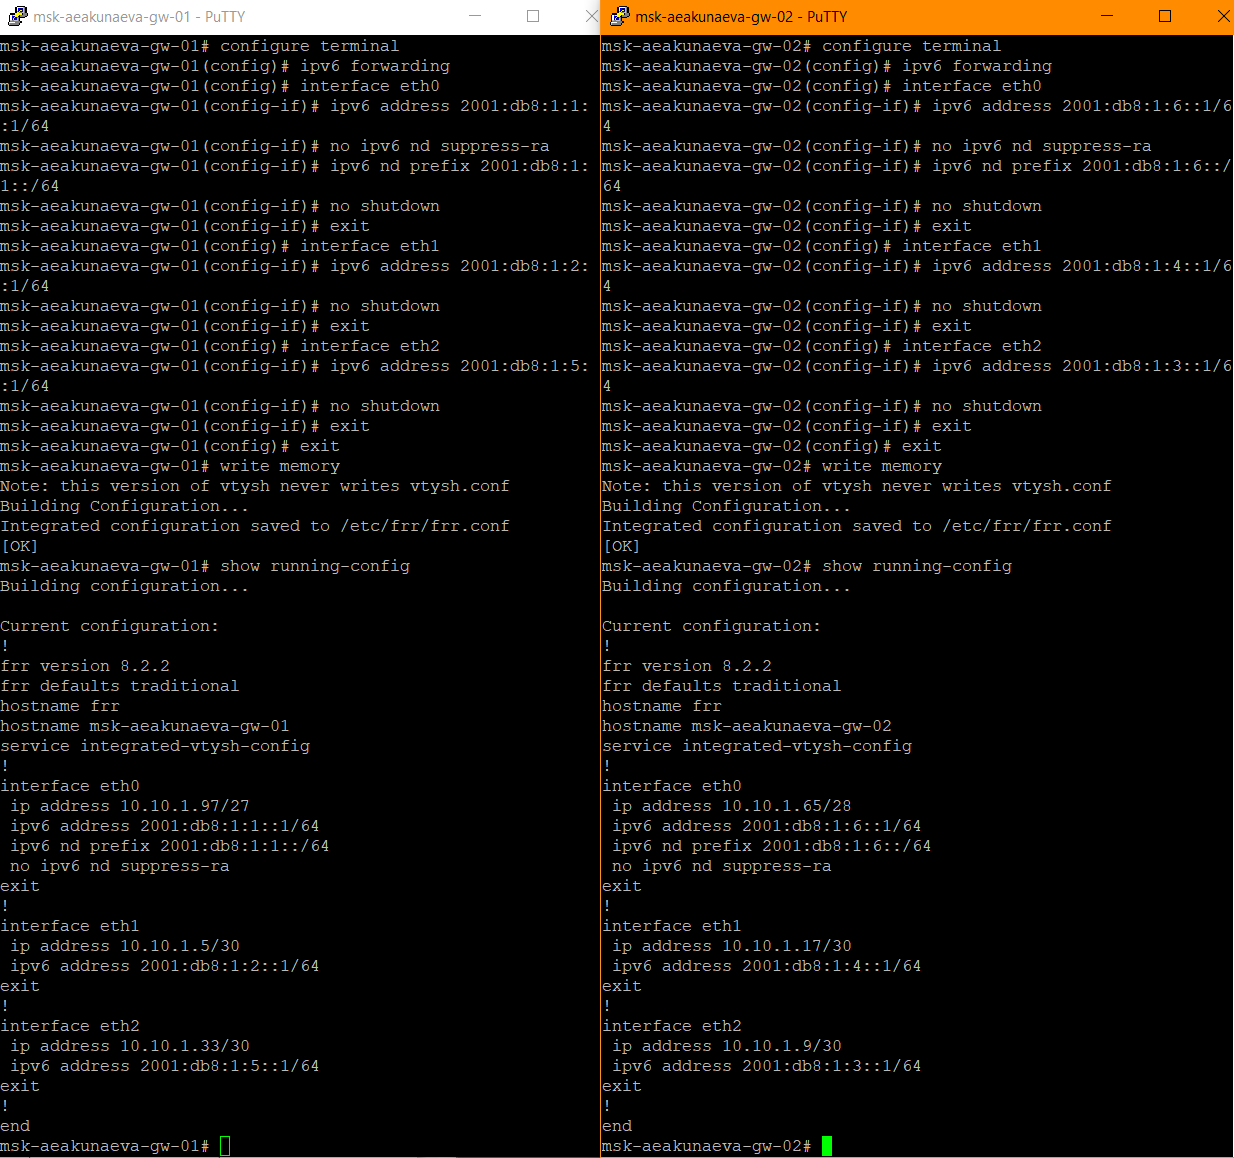 msk-aeakunaeva-gw-01 - PuTTY
msk-aeakunaeva-gw-01# configure terminal
msk-aeakunaeva-gw-01(config)# ipv6 forwarding
msk-aeakunaeva-gw-01(config)# interface eth0
msk-aeakunaeva-gw-01(config-if)# ipv6 address 2001:db8:1:1:
:1/64
msk-aeakunaeva-gw-01(config-if)# no ipv6 nd suppress-ra
msk-aeakunaeva-gw-01(config-if)# ipv6 nd prefix 2001:db8:1:
1::/64
msk-aeakunaeva-gw-01(config-if)# no shutdown
msk-aeakunaeva-gw-01(config-if)# exit
msk-aeakunaeva-gw-01(config)# interface eth1
msk-aeakunaeva-gw-01(config-if)# ipv6 address 2001:db8:1:2:
:1/64
msk-aeakunaeva-gw-01(config-if)# no shutdown
msk-aeakunaeva-gw-01(config-if)# exit
msk-aeakunaeva-gw-01(config)# interface eth2
msk-aeakunaeva-gw-01(config-if)# ipv6 address 2001:db8:1:5:
:1/64
msk-aeakunaeva-gw-01(config-if)# no shutdown
msk-aeakunaeva-gw-01(config-if)# exit
msk-aeakunaeva-gw-01(config)# exit
msk-aeakunaeva-gw-01# write memory
Note: this version of vtysh never writes vtysh.conf
Building Configuration...
Integrated configuration saved to /etc/frr/frr.conf
[OK]
msk-aeakunaeva-gw-01# show running-config
Building configuration...

Current configuration:
!
frr version 8.2.2
frr defaults traditional
hostname frr
hostname msk-aeakunaeva-gw-01
service integrated-vtysh-config
!
interface eth0
 ip address 10.10.1.97/27
 ipv6 address 2001:db8:1:1::1/64
 ipv6 nd prefix 2001:db8:1:1::/64
 no ipv6 nd suppress-ra
exit
!
interface eth1
 ip address 10.10.1.5/30
 ipv6 address 2001:db8:1:2::1/64
exit
!
interface eth2
 ip address 10.10.1.33/30
 ipv6 address 2001:db8:1:5::1/64
exit
!
end
msk-aeakunaeva-gw-01#
msk-aeakunaeva-gw-02 - PuTTY
msk-aeakunaeva-gw-02# configure terminal
msk-aeakunaeva-gw-02(config)# ipv6 forwarding
msk-aeakunaeva-gw-02(config)# interface eth0
msk-aeakunaeva-gw-02(config-if)# ipv6 address 2001:db8:1:6::1/6
4
msk-aeakunaeva-gw-02(config-if)# no ipv6 nd suppress-ra
msk-aeakunaeva-gw-02(config-if)# ipv6 nd prefix 2001:db8:1:6::/
64
msk-aeakunaeva-gw-02(config-if)# no shutdown
msk-aeakunaeva-gw-02(config-if)# exit
msk-aeakunaeva-gw-02(config)# interface eth1
msk-aeakunaeva-gw-02(config-if)# ipv6 address 2001:db8:1:4::1/6
4
msk-aeakunaeva-gw-02(config-if)# no shutdown
msk-aeakunaeva-gw-02(config-if)# exit
msk-aeakunaeva-gw-02(config)# interface eth2
msk-aeakunaeva-gw-02(config-if)# ipv6 address 2001:db8:1:3::1/6
4
msk-aeakunaeva-gw-02(config-if)# no shutdown
msk-aeakunaeva-gw-02(config-if)# exit
msk-aeakunaeva-gw-02(config)# exit
msk-aeakunaeva-gw-02# write memory
Note: this version of vtysh never writes vtysh.conf
Building Configuration...
Integrated configuration saved to /etc/frr/frr.conf
[OK]
msk-aeakunaeva-gw-02# show running-config
Building configuration...

Current configuration:
!
frr version 8.2.2
frr defaults traditional
hostname frr
hostname msk-aeakunaeva-gw-02
service integrated-vtysh-config
!
interface eth0
 ip address 10.10.1.65/28
 ipv6 address 2001:db8:1:6::1/64
 ipv6 nd prefix 2001:db8:1:6::/64
 no ipv6 nd suppress-ra
exit
!
interface eth1
 ip address 10.10.1.17/30
 ipv6 address 2001:db8:1:4::1/64
exit
!
interface eth2
 ip address 10.10.1.9/30
 ipv6 address 2001:db8:1:3::1/64
exit
!
end
msk-aeakunaeva-gw-02#